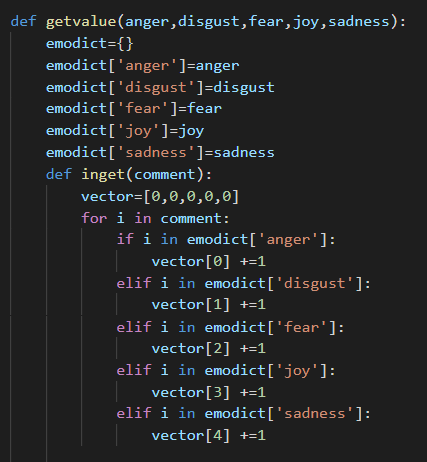 def getvalue(anger,disgust,fear,joy,sadness):
    emodict={}
    emodict['anger']=anger
    emodict['disgust']=disgust
    emodict['fear']=fear
    emodict['joy']=joy
    emodict['sadness']=sadness
    def inget(comment):
        vector=[0,0,0,0,0]
        for i in comment:
            if i in emodict['anger']:
                vector[0] +=1
            elif i in emodict['disgust']:
                vector[1] +=1
            elif i in emodict['fear']:
                vector[2] +=1
            elif i in emodict['joy']:
                vector[3] +=1
            elif i in emodict['sadness']:
                vector[4] +=1